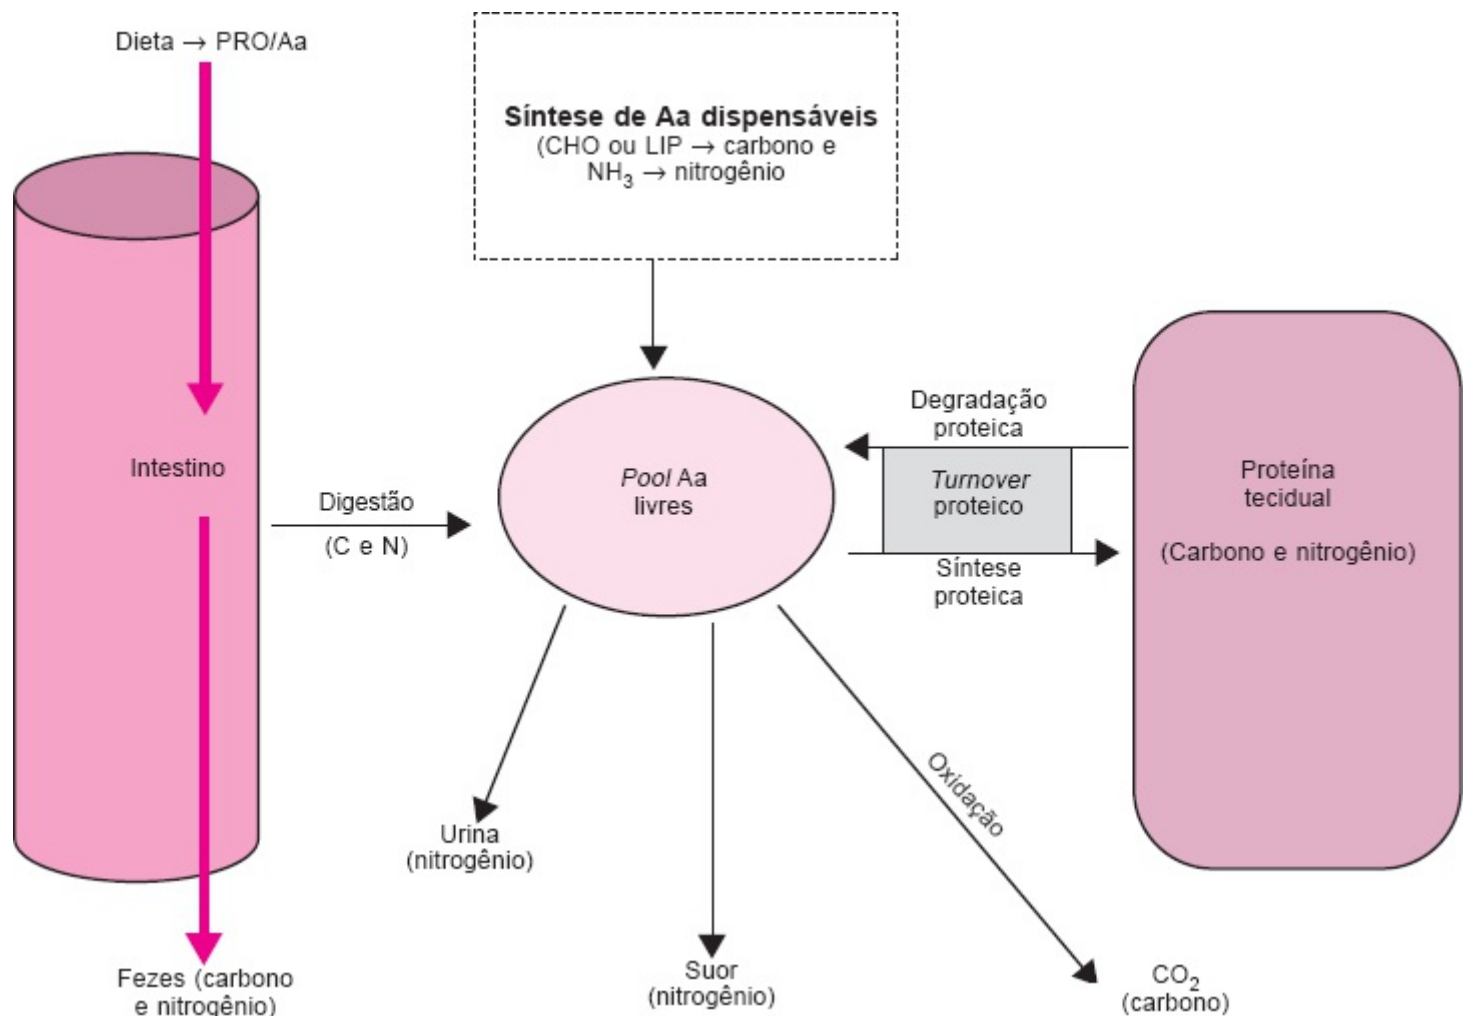 Dieta → PRO/Aa
Síntese de Aa dispensáveis
(CHO ou LIP → carbono e
NH₃ → nitrogênio
Intestino
Digestão
(C e N)
Pool Aa
livres
Degradação
proteica
Turnover
proteico
Síntese
proteica
Proteína
tecidual
(Carbono e nitrogênio)
Urina
(nitrogênio)
Oxidação
Fezes (carbono
e nitrogênio)
Suor
(nitrogênio)
CO₂
(carbono)